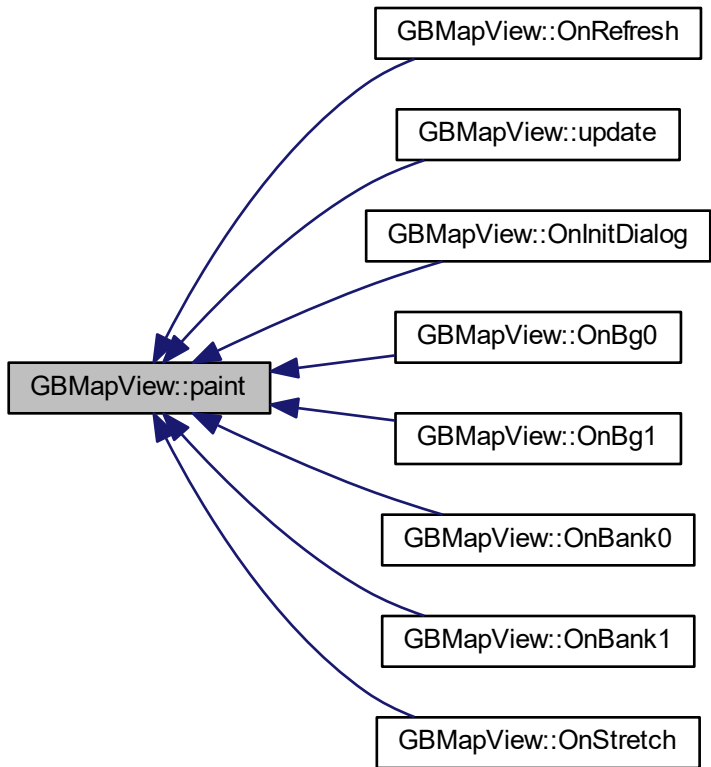 GBMapView::OnRefresh
GBMapView::update
GBMapView::OnInitDialog
GBMapView::OnBg0
GBMapView::paint
GBMapView::OnBg1
GBMapView::OnBank0
GBMapView::OnBank1
GBMapView::OnStretch